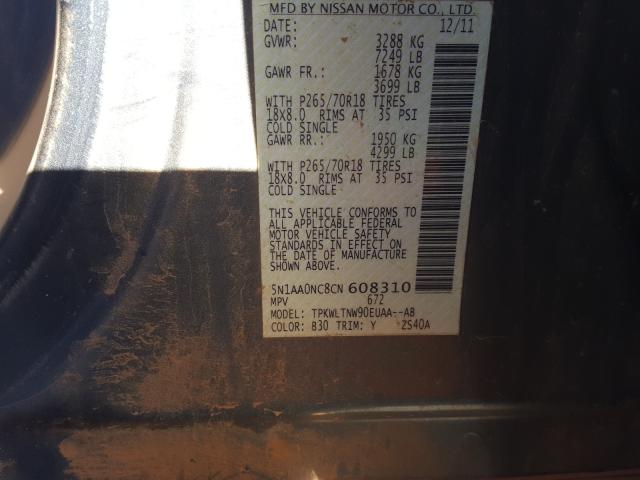 MFD BY NISSAN MOTOR CO., LTD.
DATE: 12/11
GVWR: 3288 KG
7249 LB
GAWR FR.: 1678 KG
3699 LB
WITH P265/70R18 TIRES
18X8.0 RIMS AT 35 PSI
COLD SINGLE
GAWR RR.: 1950 KG
4299 LB
WITH P265/70R18 TIRES
18X8.0 RIMS AT 35 PSI
COLD SINGLE
THIS VEHICLE CONFORMS TO
ALL APPLICABLE FEDERAL
MOTOR VEHICLE SAFETY
STANDARDS IN EFFECT ON
THE DATE OF MANUFACTURE
SHOWN ABOVE.
5N1AA0NC8CN 608310
MPV 672
MODEL: TPKWLTNW90EUAA--AB
COLOR: B30 TRIM: Y ZS40A